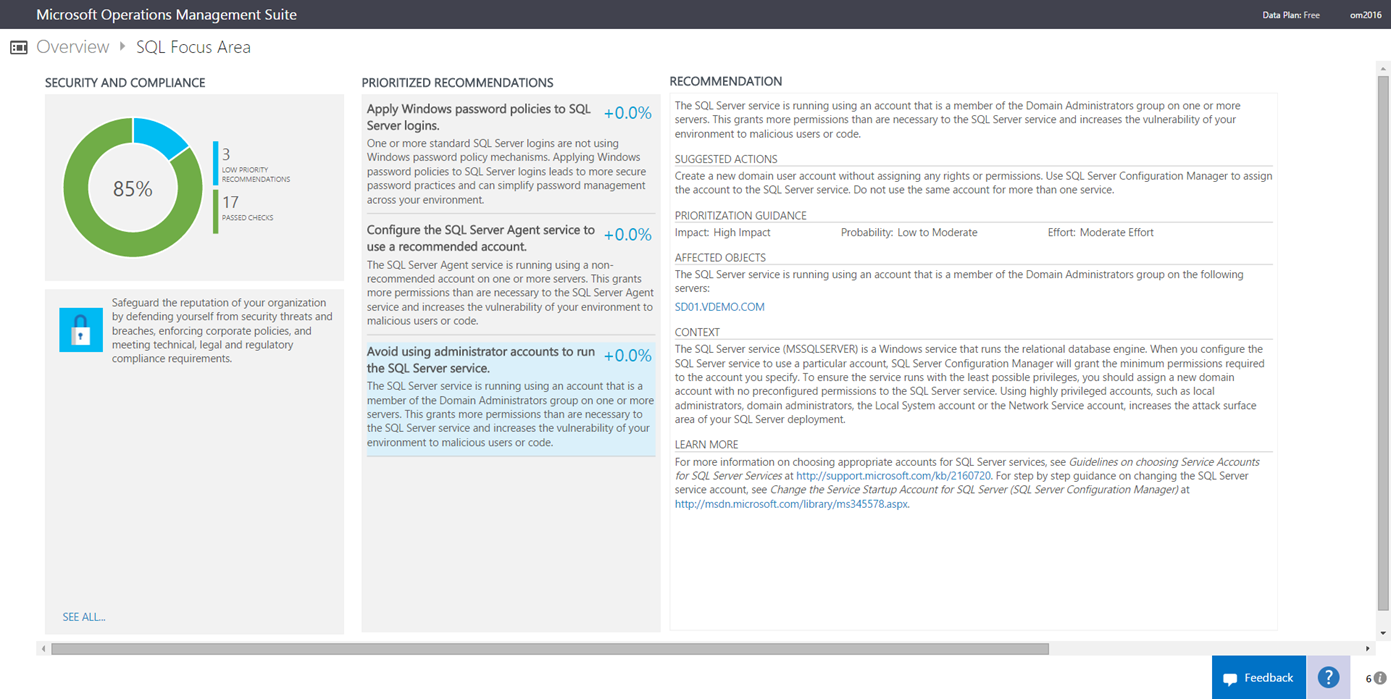 Microsoft Operations Management Suite
Data Plan: Free
om2016
Overview
SQL Focus Area
SECURITY AND COMPLIANCE
85%
3
LOW PRIORITY
RECOMMENDATIONS
17
PASSED CHECKS
Safeguard the reputation of your organization
by defending yourself from security threats and
breaches, enforcing corporate policies, and
meeting technical, legal and regulatory
compliance requirements.
SEE ALL...
PRIORITIZED RECOMMENDATIONS
Apply Windows password policies to SQL
Server logins.
+0.0%
One or more standard SQL Server logins are not using
Windows password policy mechanisms. Applying Windows
password policies to SQL Server logins leads to more secure
password practices and can simplify password management
across your environment.
Configure the SQL Server Agent service to
use a recommended account.
+0.0%
The SQL Server Agent service is running using a non-
recommended account on one or more servers. This grants
more permissions than are necessary to the SQL Server Agent
service and increases the vulnerability of your environment to
malicious users or code.
Avoid using administrator accounts to run
the SQL Server service.
+0.0%
The SQL Server service is running using an account that is a
member of the Domain Administrators group on one or more
servers. This grants more permissions than are necessary to
the SQL Server service and increases the vulnerability of your
environment to malicious users or code.
RECOMMENDATION
The SQL Server service is running using an account that is a member of the Domain Administrators group on one or more
servers. This grants more permissions than are necessary to the SQL Server service and increases the vulnerability of your
environment to malicious users or code.
SUGGESTED ACTIONS
Create a new domain user account without assigning any rights or permissions. Use SQL Server Configuration Manager to assign
the account to the SQL Server service. Do not use the same account for more than one service.
PRIORITIZATION GUIDANCE
Impact: High Impact
Probability: Low to Moderate
Effort: Moderate Effort
AFFECTED OBJECTS
The SQL Server service is running using an account that is a member of the Domain Administrators group on the following
servers:
SD01.VDEMO.COM
CONTEXT
The SQL Server service (MSSQLSERVER) is a Windows service that runs the relational database engine. When you configure the
SQL Server service to use a particular account, SQL Server Configuration Manager will grant the minimum permissions required
to the account you specify. To ensure the service runs with the least possible privileges, you should assign a new domain
account with no preconfigured permissions to the SQL Server service. Using highly privileged accounts, such as local
administrators, domain administrators, the Local System account or the Network Service account, increases the attack surface
area of your SQL Server deployment.
LEARN MORE
For more information on choosing appropriate accounts for SQL Server services, see Guidelines on choosing Service Accounts
for SQL Server Services at http://support.microsoft.com/kb/2160720. For step by step guidance on changing the SQL Server
service account, see Change the Service Startup Account for SQL Server (SQL Server Configuration Manager) at
http://msdn.microsoft.com/library/ms345578.aspx.
Feedback
?
6